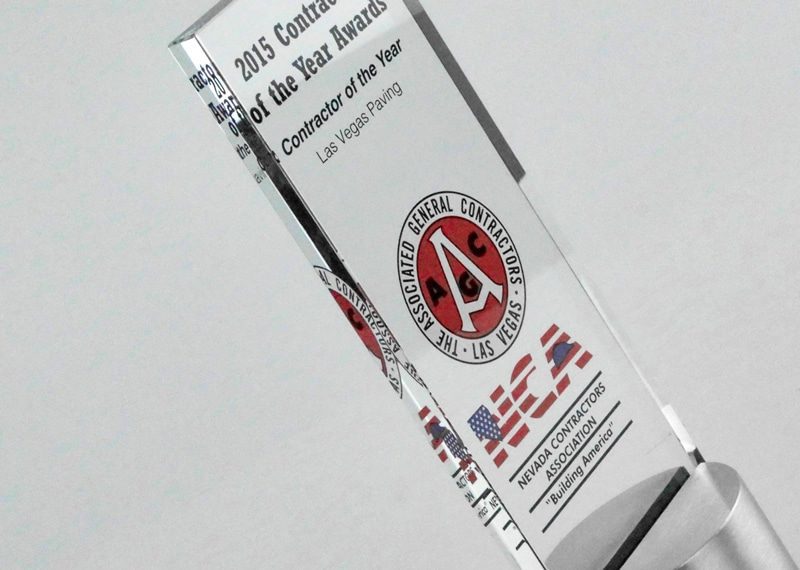 2015 Contrac
of the Year Awards
Contractor of the Year
Las Vegas Paving
THE ASSOCIATED GENERAL CONTRACTORS · LAS VEGAS ·
AGC
NCA
NEVADA CONTRACTORS
ASSOCIATION
"Building America"